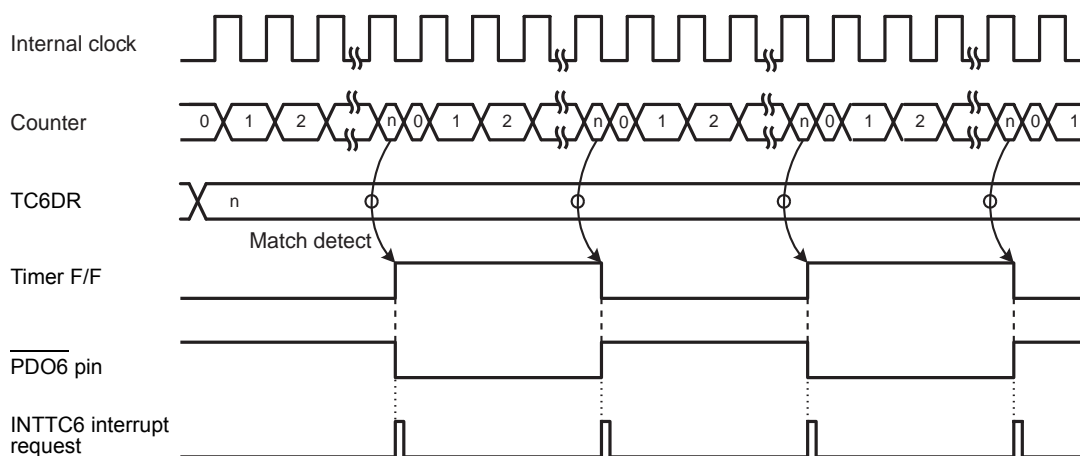 Internal clock
Counter
0 1 2 n 0 1 2 n 0 1 2 n 0 1 2 n 0 1
TC6DR
n
Match detect
Timer F/F
PDO6 pin
INTTC6 interrupt
request